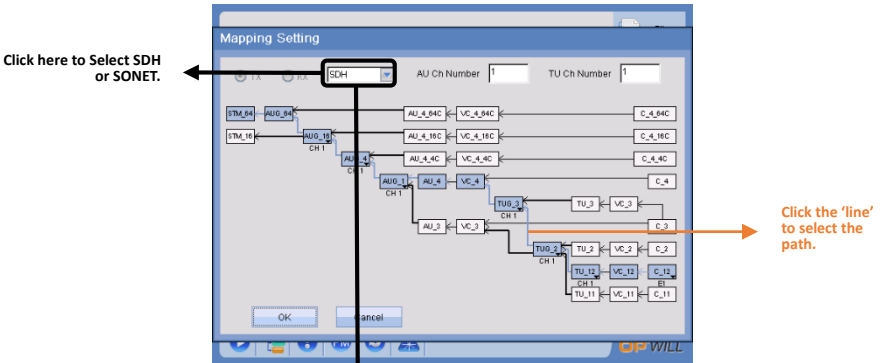 Mapping Setting
Click here to Select SDH
or SONET.
TX RX SDH AU Ch Number 1 TU Ch Number 1
STM_64 AUG_64 AU_4_64C VC_4_64C C_4_64C
STM_16 AUG_16 AU_4_16C VC_4_16C C_4_16C
CH 1
AUG_4 AU_4_4C VC_4_4C C_4_4C
CH 1
AUG_1 AU_4 VC_4 C_4
CH 1
TUG_3 TU_3 VC_3
CH 1
AU_3 VC_3 C_3
Click the ‘line’
to select the
path.
TUG_2 TU_2 VC_2 C_2
CH 1
TU_12 VC_12 C_12
CH 1 E1
TU_11 VC_11 C_11
OK Cancel
OPWILL